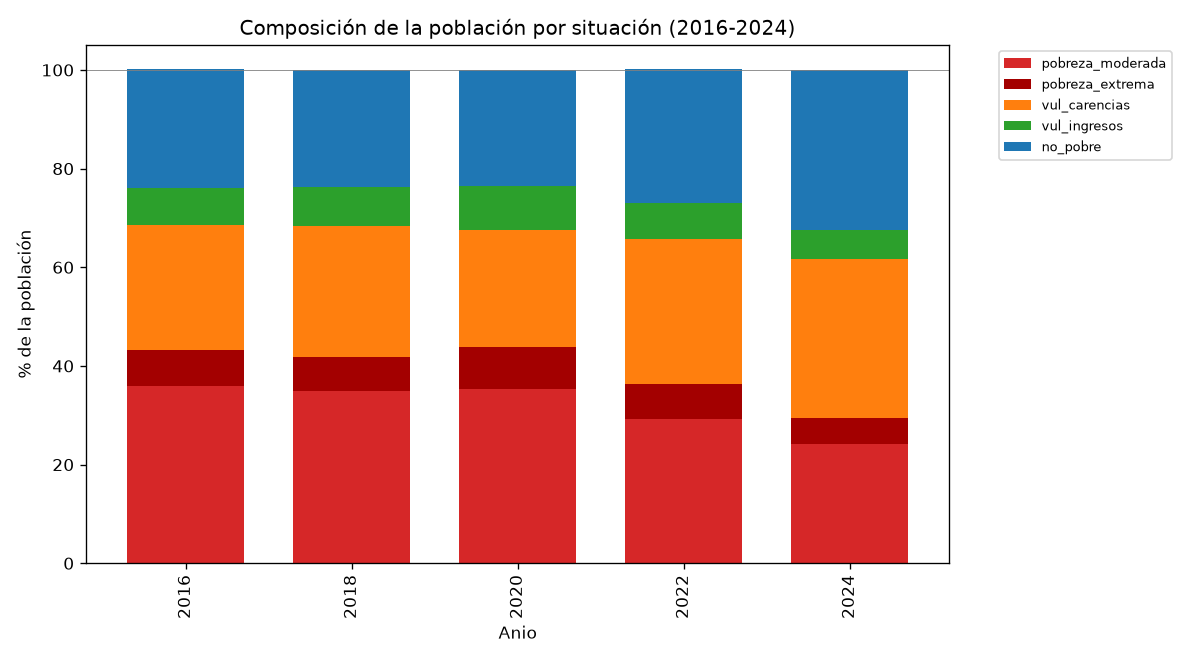 Composición de la población por situación (2016-2024)
% de la población
100
80
60
40
20
0
2016
2018
2020
2022
2024
Anio
pobreza_moderada
pobreza_extrema
vul_carencias
vul_ingresos
no_pobre